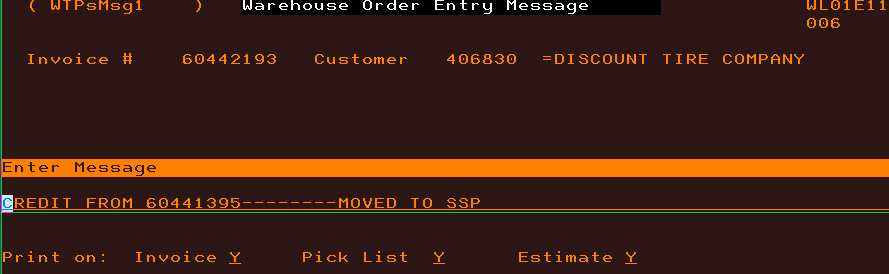 ( WTPsMsg1 ) Warehouse Order Entry Message WL01E11
006
Invoice # 60442193 Customer 406830 =DISCOUNT TIRE COMPANY
Enter Message
CREDIT FROM 60441395--------MOVED TO SSP
Print on: Invoice Y Pick List Y Estimate Y